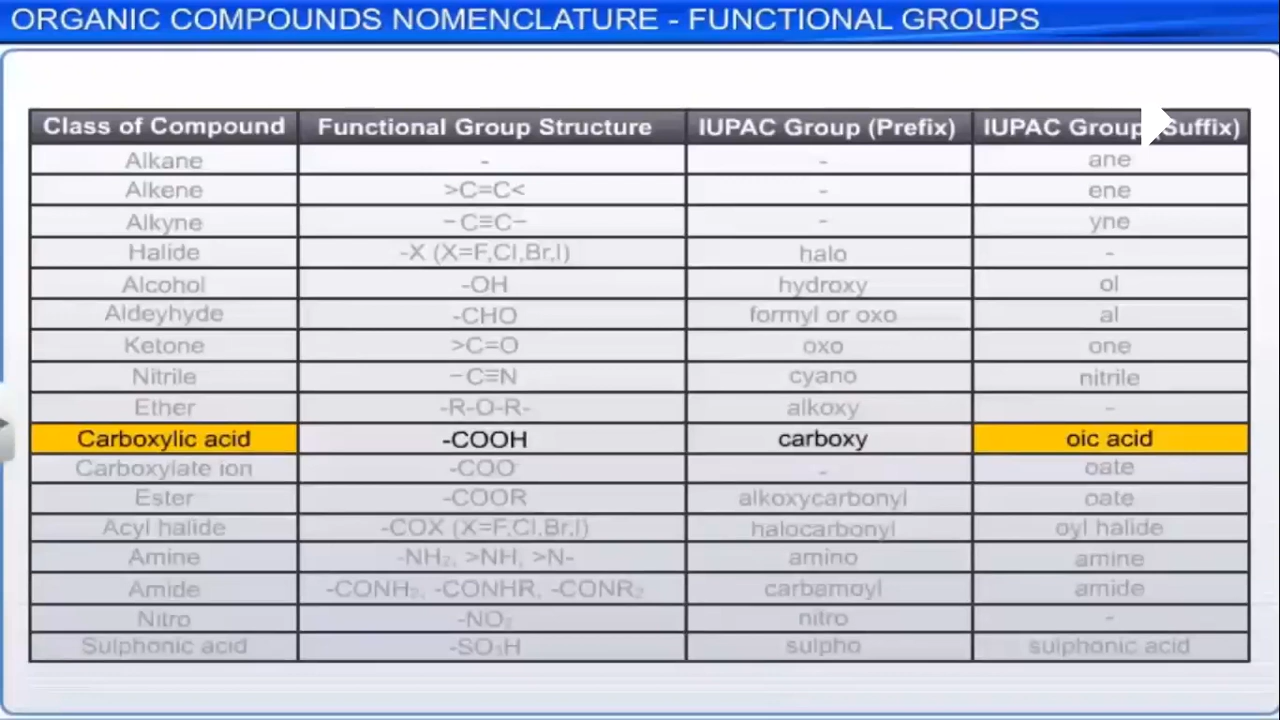 ORGANIC COMPOUNDS NOMENCLATURE - FUNCTIONAL GROUPS
Class of Compound Functional Group Structure IUPAC Group (Prefix) IUPAC Group (Suffix)
Alkane - - ane
Alkene >C=C< - ene
Alkyne −C≡C− - yne
Halide -X (X=F,Cl,Br,I) halo -
Alcohol -OH hydroxy ol
Aldeyhyde -CHO formyl or oxo al
Ketone >C=O oxo one
Nitrile −C≡N cyano nitrile
Ether -R-O-R- alkoxy -
Carboxylic acid -COOH carboxy oic acid
Carboxylate ion -COO⁻ - oate
Ester -COOR alkoxycarbonyl oate
Acyl halide -COX (X=F,Cl,Br,I) halocarbonyl oyl halide
Amine -NH₂, >NH, >N- amino amine
Amide -CONH₂, -CONHR, -CONR₂ carbamoyl amide
Nitro -NO₂ nitro -
Sulphonic acid -SO₃H sulpho sulphonic acid